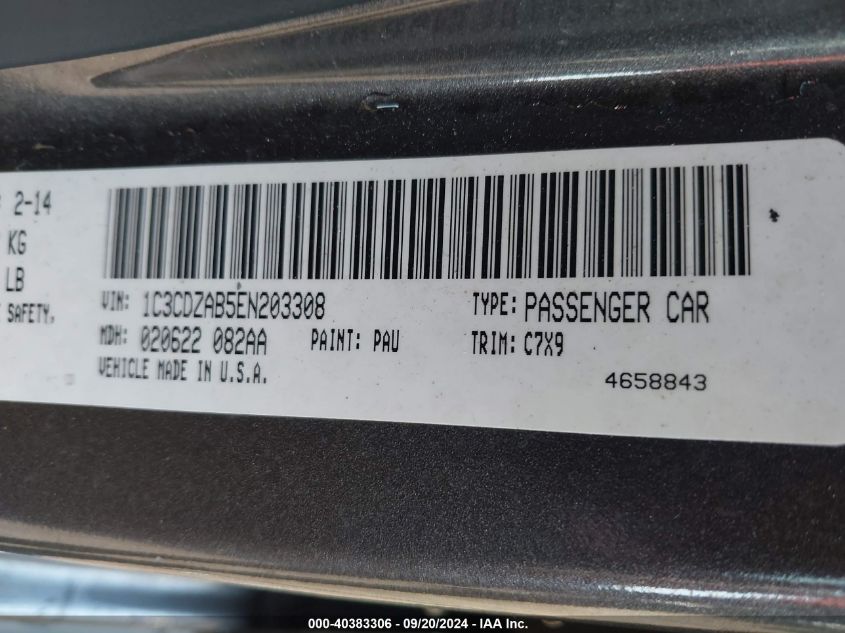 2-14
KG
LB
SAFETY.
VIN: 1C3CDZAB5EN203308 TYPE: PASSENGER CAR
MDH: 020622 082AA PAINT: PAU TRIM: C7X9
VEHICLE MADE IN U.S.A. 4658843
000-40383306 - 09/20/2024 - IAA Inc.